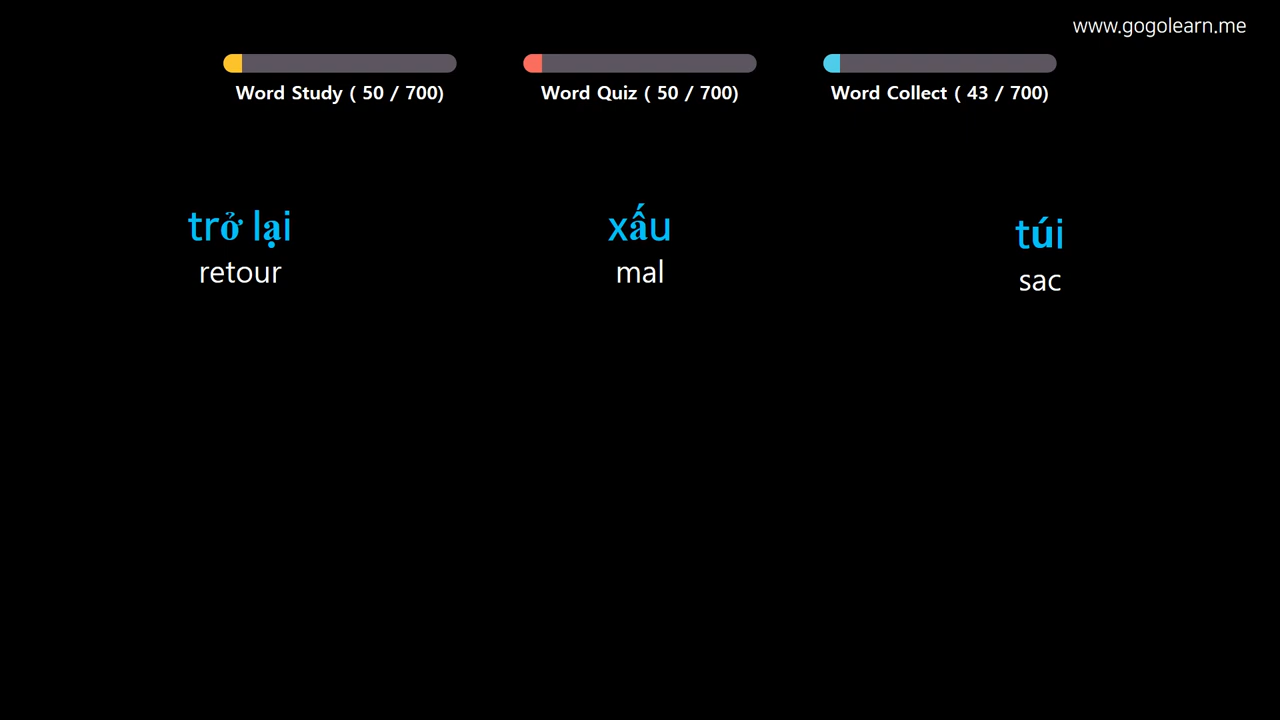 www.gogolearn.me
Word Study ( 50 / 700)
Word Quiz ( 50 / 700)
Word Collect ( 43 / 700)
trở lại
retour
xấu
mal
túi
sac